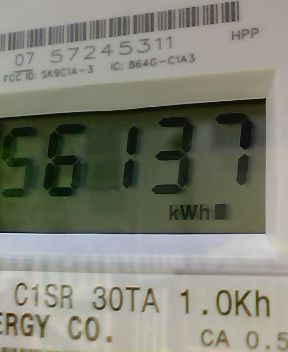 07 57245311
HPP
FCC ID: SK9C1A-3 IC: 864G-C1A3
56137
kWh
C1SR 30TA 1.0Kh
ERGY CO.
CA 0.5